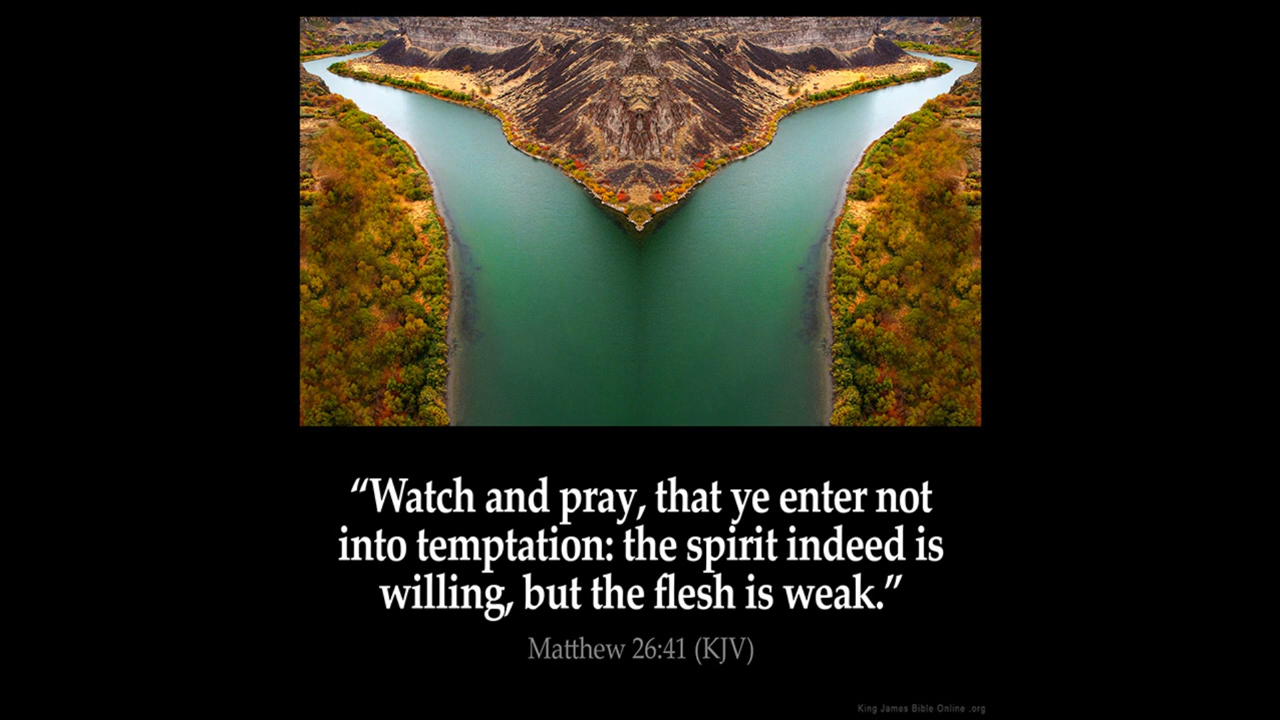 “Watch and pray, that ye enter not
into temptation: the spirit indeed is
willing, but the flesh is weak.”
Matthew 26:41 (KJV)
King James Bible Online .org